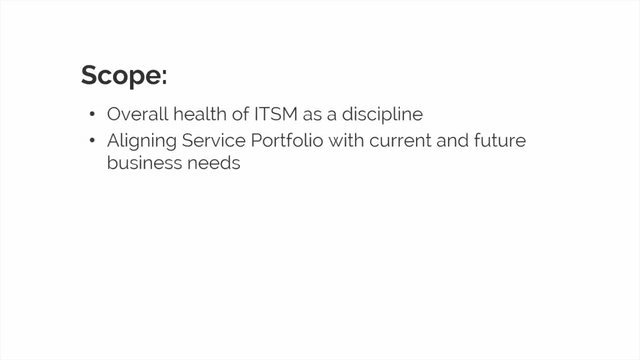 Scope:
• Overall health of ITSM as a discipline
• Aligning Service Portfolio with current and future
business needs